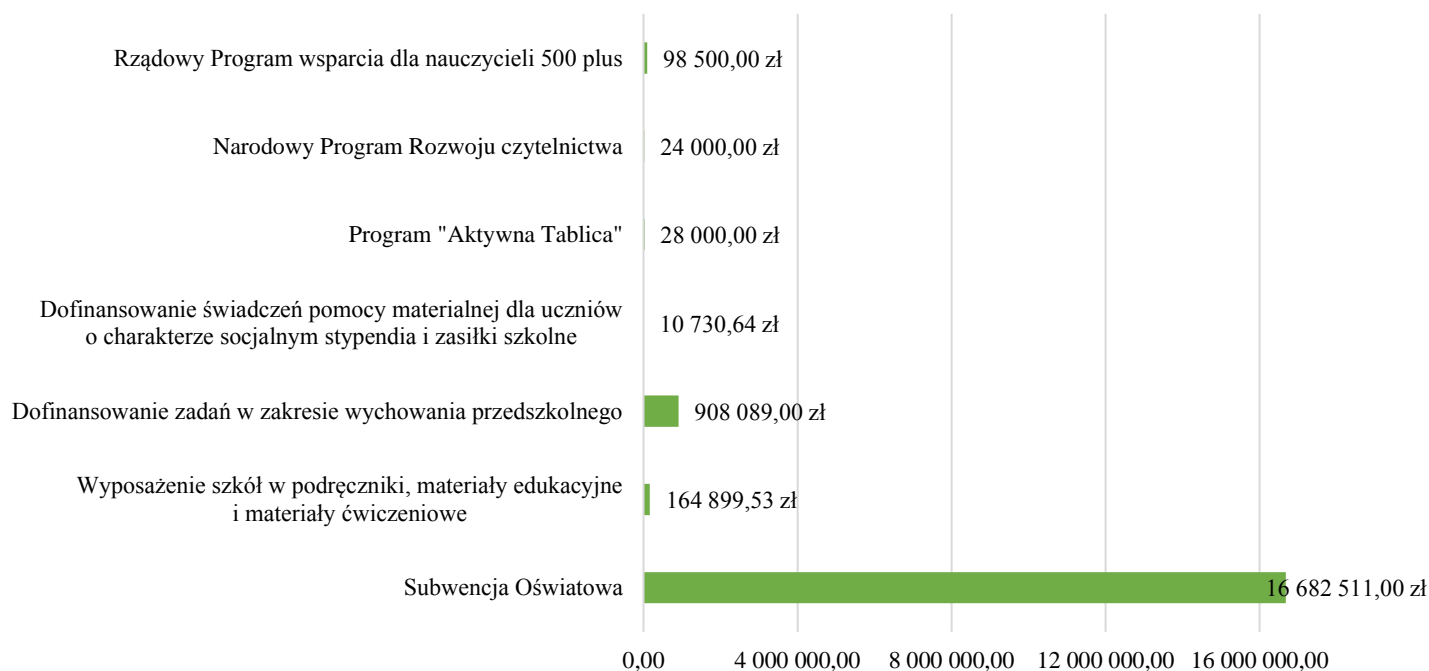 Rządowy Program wsparcia dla nauczycieli 500 plus
98 500,00 zł
Narodowy Program Rozwoju czytelnictwa
24 000,00 zł
Program "Aktywna Tablica"
28 000,00 zł
Dofinansowanie świadczeń pomocy materialnej dla uczniów
o charakterze socjalnym stypendia i zasiłki szkolne
10 730,64 zł
Dofinansowanie zadań w zakresie wychowania przedszkolnego
908 089,00 zł
Wyposażenie szkół w podręczniki, materiały edukacyjne
i materiały ćwiczeniowe
164 899,53 zł
Subwencja Oświatowa
16 682 511,00 zł
0,00 4 000 000,00 8 000 000,00 12 000 000,00 16 000 000,00